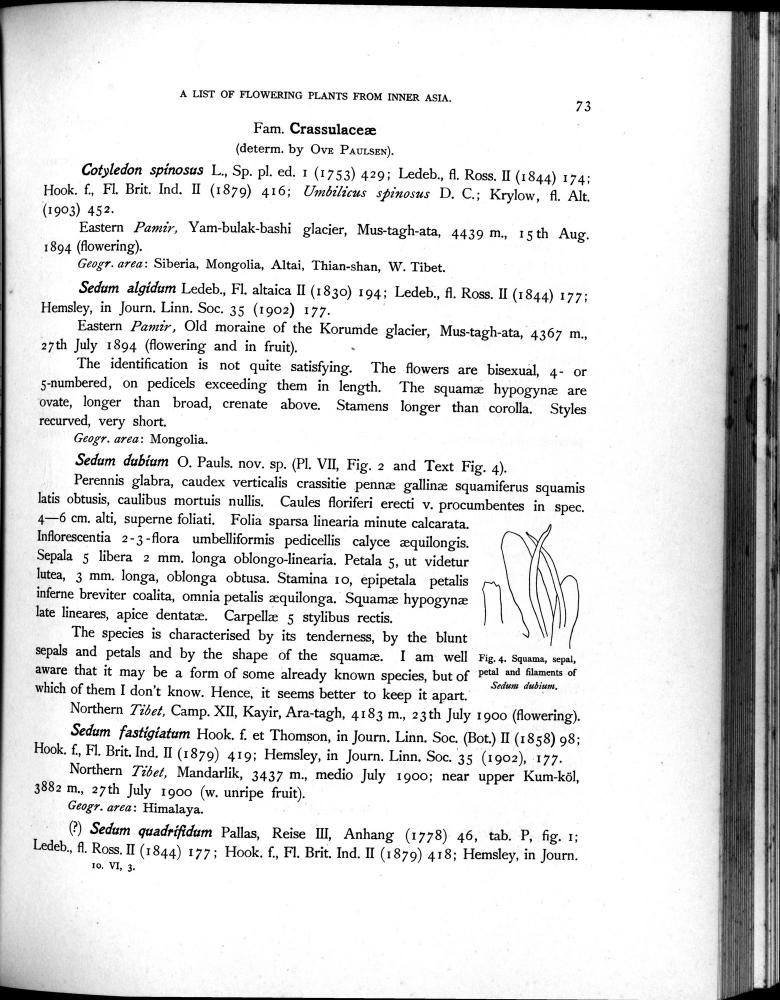 A LIST OF FLOWERING PLANTS FROM INNER ASIA.
73
Fam. Crassulaceæ
(determ. by OVE PAULSEN).
Cotyledon spinosus L., Sp. pl. ed. 1 (1753) 429; Ledeb., fl. Ross. II (1844) 174;
Hook. f., Fl. Brit. Ind. II (1879) 416; Umbilicus spinosus D. C.; Krylow, fl. Alt.
(1903) 452.
Eastern Pamir, Yam-bulak-bashi glacier, Mus-tagh-ata, 4439 m., 15th Aug.
1894 (flowering).
Geogr. area: Siberia, Mongolia, Altai, Thian-shan, W. Tibet.
Sedum algidum Ledeb., Fl. altaica II (1830) 194; Ledeb., fl. Ross. II (1844) 177;
Hemsley, in Journ. Linn. Soc. 35 (1902) 177.
Eastern Pamir, Old moraine of the Korumde glacier, Mus-tagh-ata, 4367 m.,
27th July 1894 (flowering and in fruit).
The identification is not quite satisfying. The flowers are bisexual, 4- or
5-numbered, on pedicels exceeding them in length. The squamæ hypogynæ are
ovate, longer than broad, crenate above. Stamens longer than corolla. Styles
recurved, very short.
Geogr. area: Mongolia.
Sedum dubium O. Pauls. nov. sp. (Pl. VII, Fig. 2 and Text Fig. 4).
Perennis glabra, caudex verticalis crassitie pennæ gallinæ squamiferus squamis
latis obtusis, caulibus mortuis nullis. Caules floriferi erecti v. procumbentes in spec.
4—6 cm. alti, superne foliati. Folia sparsa linearia minute calcarata.
Inflorescentia 2-3-flora umbelliformis pedicellis calyce æquilongis.
Sepala 5 libera 2 mm. longa oblongo-linearia. Petala 5, ut videtur
lutea, 3 mm. longa, oblonga obtusa. Stamina 10, epipetala petalis
inferne breviter coalita, omnia petalis æquilonga. Squamæ hypogynæ
late lineares, apice dentatæ. Carpellæ 5 stylibus rectis.
The species is characterised by its tenderness, by the blunt
sepals and petals and by the shape of the squamæ. I am well
aware that it may be a form of some already known species, but of
which of them I don't know. Hence, it seems better to keep it apart.
Fig. 4. Squama, sepal,
petal and filaments of
Sedum dubium.
Northern Tibet, Camp. XII, Kayir, Ara-tagh, 4183 m., 23th July 1900 (flowering).
Sedum fastigiatum Hook. f. et Thomson, in Journ. Linn. Soc. (Bot.) II (1858) 98;
Hook. f., Fl. Brit. Ind. II (1879) 419; Hemsley, in Journ. Linn. Soc. 35 (1902), 177.
Northern Tibet, Mandarlik, 3437 m., medio July 1900; near upper Kum-köl,
3882 m., 27th July 1900 (w. unripe fruit).
Geogr. area: Himalaya.
(?) Sedum quadrifidum Pallas, Reise III, Anhang (1778) 46, tab. P, fig. 1;
Ledeb., fl. Ross. II (1844) 177; Hook. f., Fl. Brit. Ind. II (1879) 418; Hemsley, in Journ.
10. VI, 3.